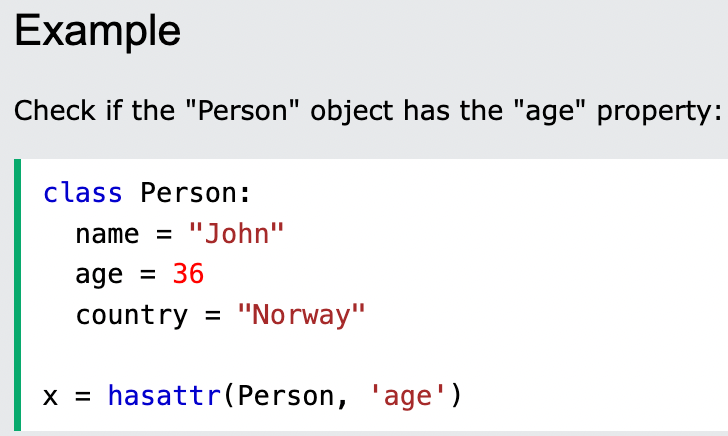 Example
Check if the "Person" object has the "age" property:
class Person:
  name = "John"
  age = 36
  country = "Norway"

x = hasattr(Person, 'age')